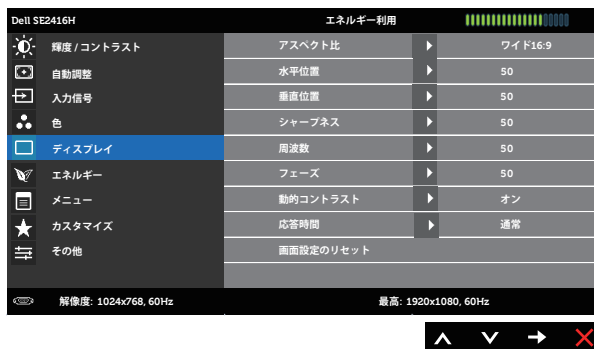 Dell SE2416H エネルギー利用
輝度 / コントラスト アスペクト比 ワイド16:9
自動調整 水平位置 50
入力信号 垂直位置 50
色 シャープネス 50
ディスプレイ 周波数 50
エネルギー フェーズ 50
メニュー 動的コントラスト オン
カスタマイズ 応答時間 通常
その他 画面設定のリセット
解像度: 1024x768, 60Hz 最高: 1920x1080, 60Hz